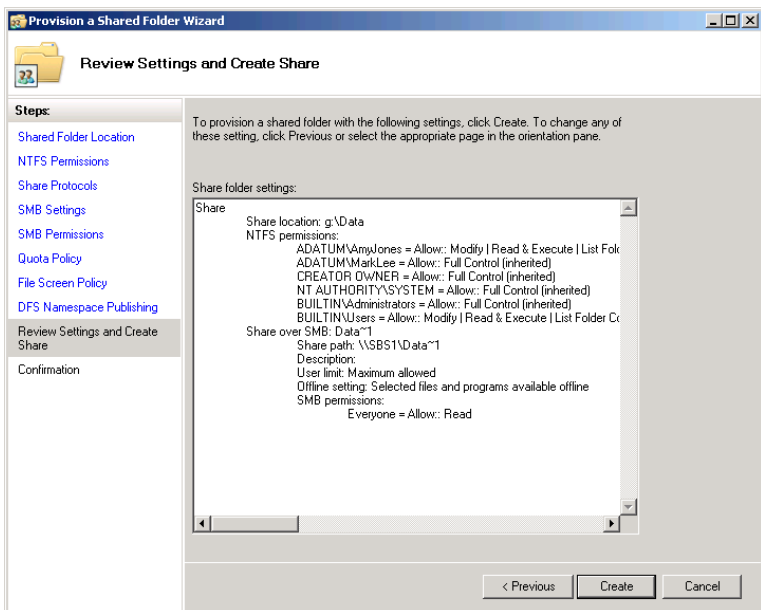 Provision a Shared Folder Wizard
Review Settings and Create Share
Steps:
Shared Folder Location
NTFS Permissions
Share Protocols
SMB Settings
SMB Permissions
Quota Policy
File Screen Policy
DFS Namespace Publishing
Review Settings and Create
Share
Confirmation
To provision a shared folder with the following settings, click Create. To change any of
these setting, click Previous or select the appropriate page in the orientation pane.
Share folder settings:
Share
Share location: g:\Data
NTFS permissions:
ADATUM\AmyJones = Allow:: Modify | Read & Execute | List Fold
ADATUM\MarkLee = Allow:: Full Control (inherited)
CREATOR OWNER = Allow:: Full Control (inherited)
NT AUTHORITY\SYSTEM = Allow:: Full Control (inherited)
BUILTIN\Administrators = Allow:: Full Control (inherited)
BUILTIN\Users = Allow:: Modify | Read & Execute | List Folder Co
Share over SMB: Data~1
Share path: \\SBS1\Data~1
Description:
User limit: Maximum allowed
Offline setting: Selected files and programs available offline
SMB permissions:
Everyone = Allow:: Read
< Previous
Create
Cancel